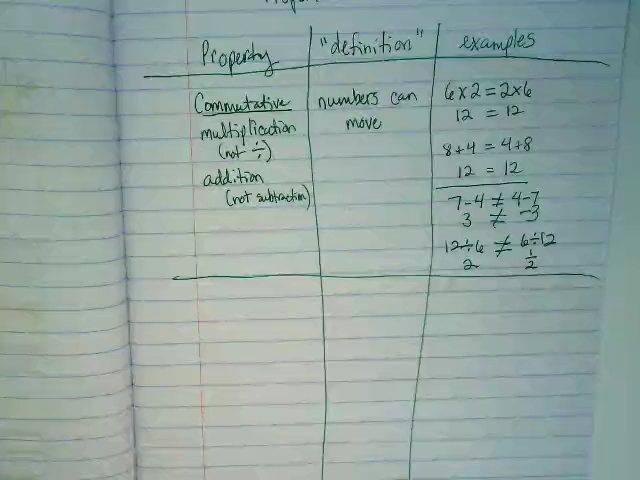 Property "definition" examples
Commutative
multiplication
(not ÷)
addition
(not subtraction)
numbers can
move
6 x 2 = 2 x 6
12 = 12
8 + 4 = 4 + 8
12 = 12
7 - 4 ≠ 4 - 7
3 ≠ -3
12 ÷ 6 ≠ 6 ÷ 12
2 1/2